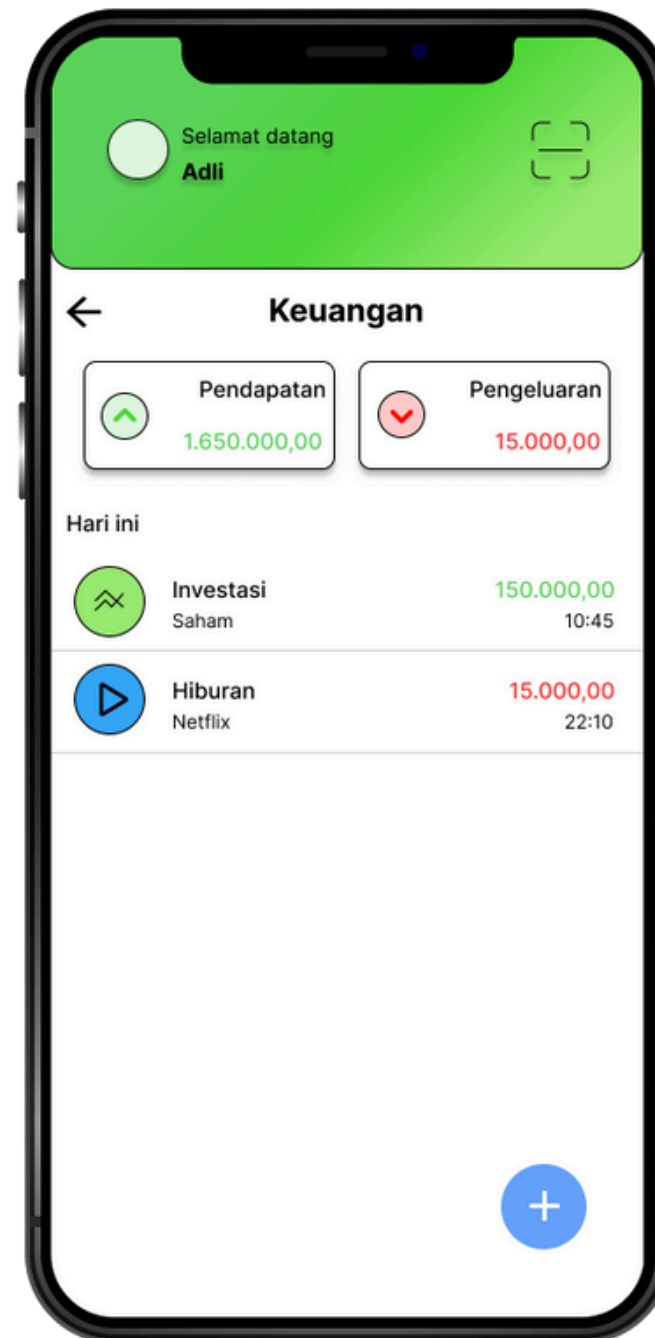 Selamat datang
Adli
Keuangan
Pendapatan
1.650.000,00
Pengeluaran
15.000,00
Hari ini
Investasi
150.000,00
Saham
10:45
Hiburan
15.000,00
Netflix
22:10